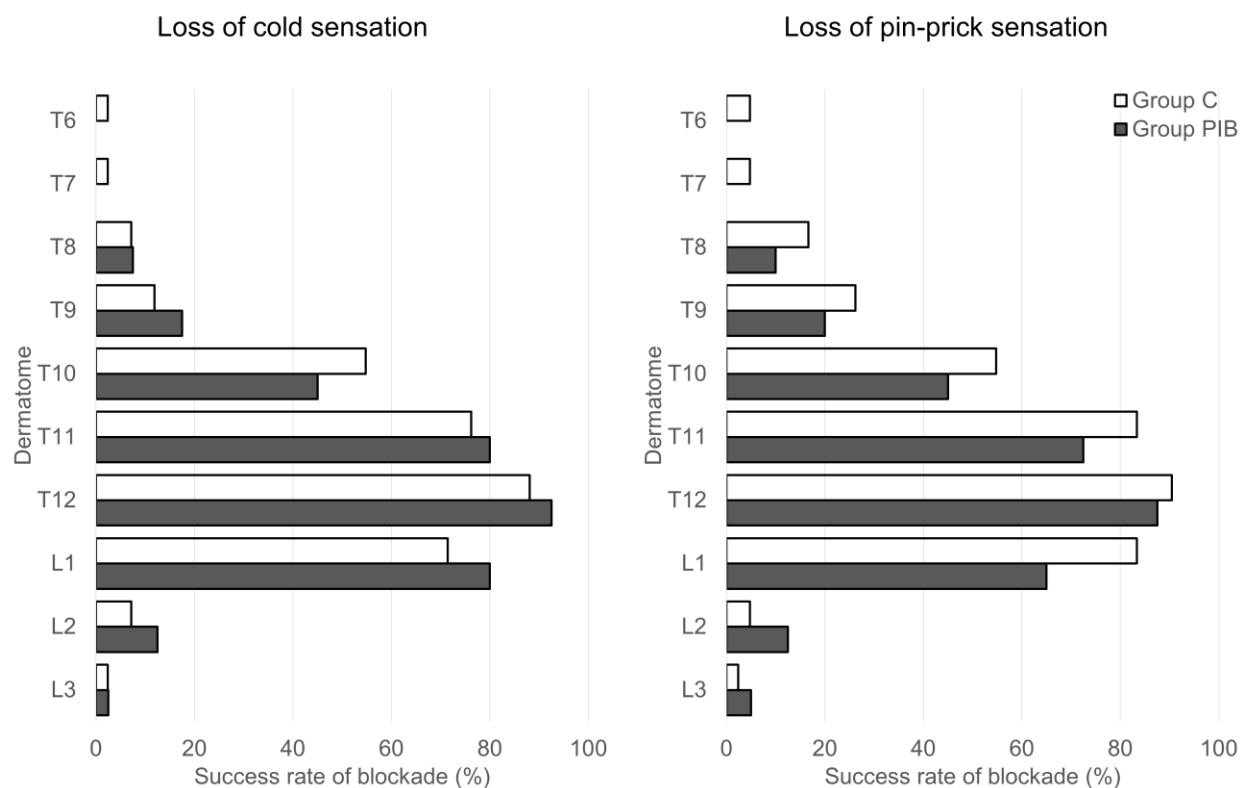 Loss of cold sensation
Dermatome
T6
T7
T8
T9
T10
T11
T12
L1
L2
L3
0 20 40 60 80 100
Success rate of blockade (%)
Loss of pin-prick sensation
Group C
Group PIB
Dermatome
T6
T7
T8
T9
T10
T11
T12
L1
L2
L3
0 20 40 60 80 100
Success rate of blockade (%)